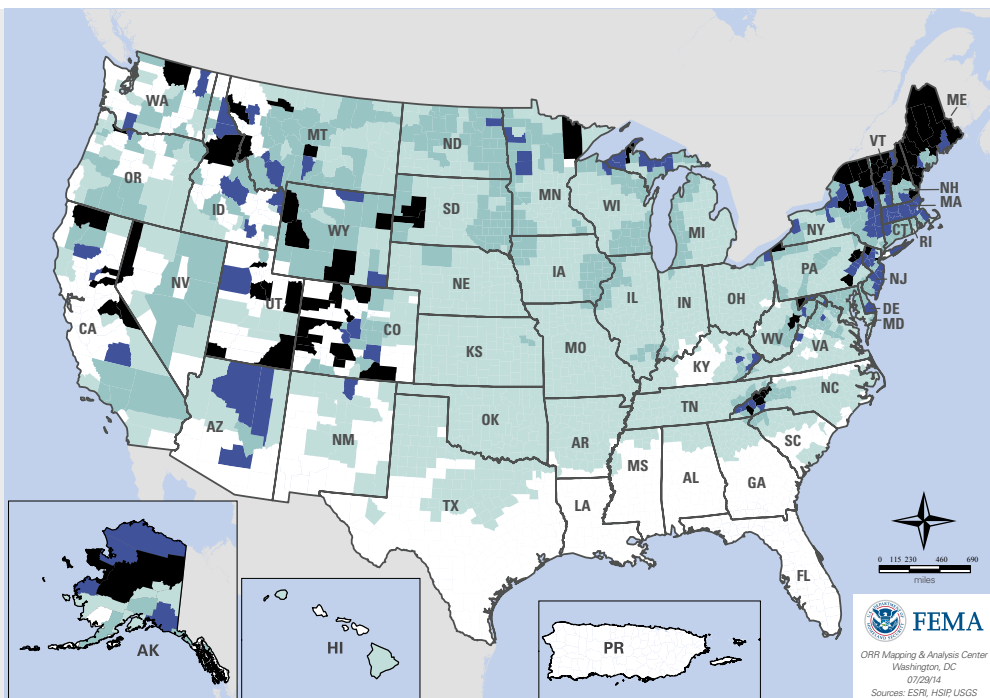 ME
WA
VT
MT
ND
OR
MN
NH
ID
SD
WI
MA
WY
NY
CT
MI
RI
IA
PA
NE
NV
NJ
IL
IN
OH
UT
DE
CA
CO
MD
WV
VA
KS
MO
KY
NC
TN
OK
AZ
NM
AR
SC
MS
AL
GA
TX
LA
0 115 230 460 690
miles
FL
FEMA
HI
PR
AK
ORR Mapping & Analysis Center
Washington, DC
07/29/14
Sources: ESRI, HSIP, USGS